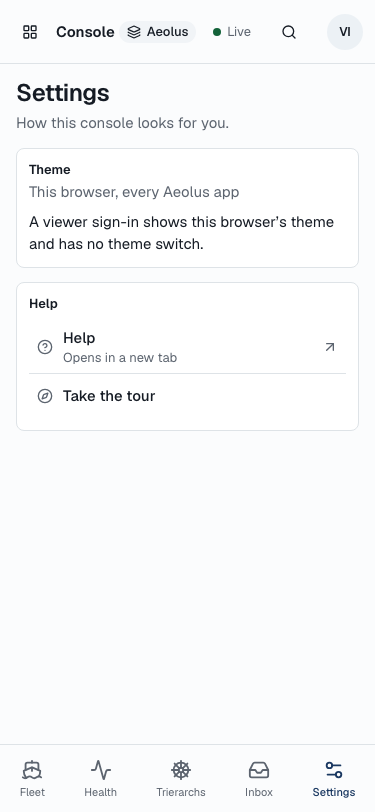 Console
Aeolus
Live
VI
Settings
How this console looks for you.
Theme
This browser, every Aeolus app
A viewer sign-in shows this browser’s theme
and has no theme switch.
Help
Help
Opens in a new tab
Take the tour
Fleet
Health
Trierarchs
Inbox
Settings